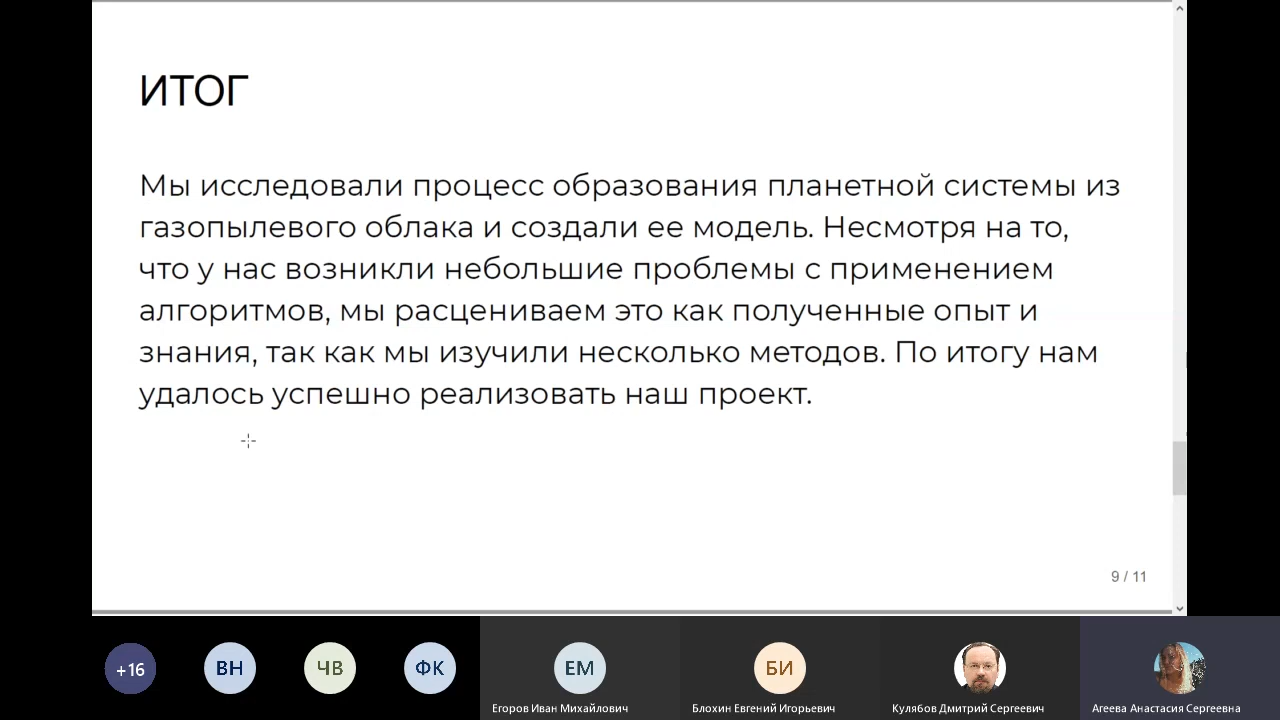 ИТОГ
Мы исследовали процесс образования планетной системы из
газопылевого облака и создали ее модель. Несмотря на то,
что у нас возникли небольшие проблемы с применением
алгоритмов, мы расцениваем это как полученные опыт и
знания, так как мы изучили несколько методов. По итогу нам
удалось успешно реализовать наш проект.
9 / 11
+16
ВН
ЧВ
ФК
ЕМ
БИ
Егоров Иван Михайлович
Блохин Евгений Игорьевич
Кулябов Дмитрий Сергеевич
Агеева Анастасия Сергеевна